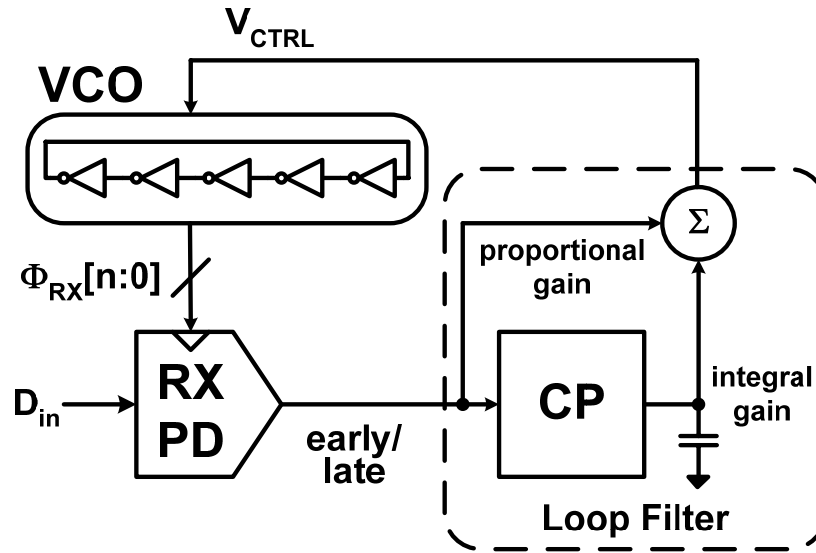 V_CTRL
VCO
Φ_RX[n:0]
Σ
proportional
gain
D_in
RX
PD
early/
late
CP
integral
gain
Loop Filter